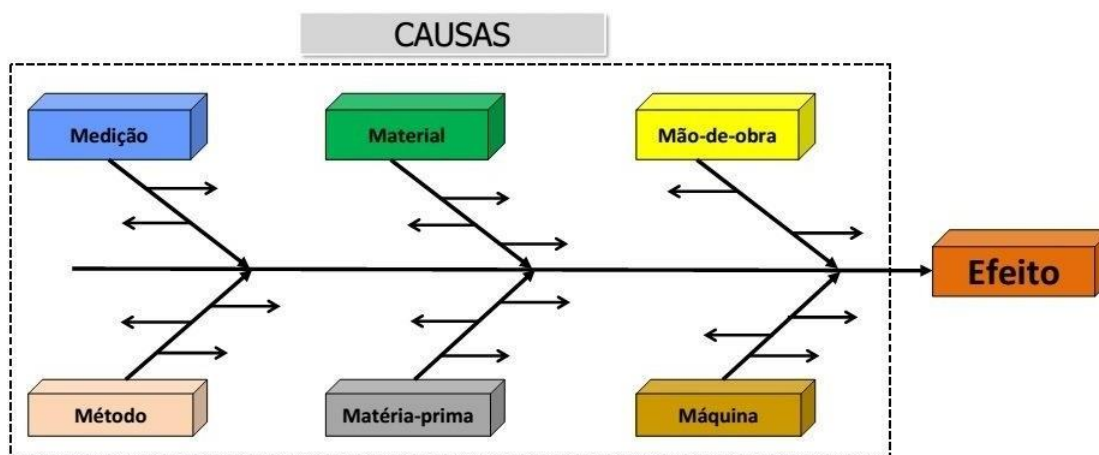 CAUSAS
Medição
Material
Mão-de-obra
Efeito
Método
Matéria-prima
Máquina